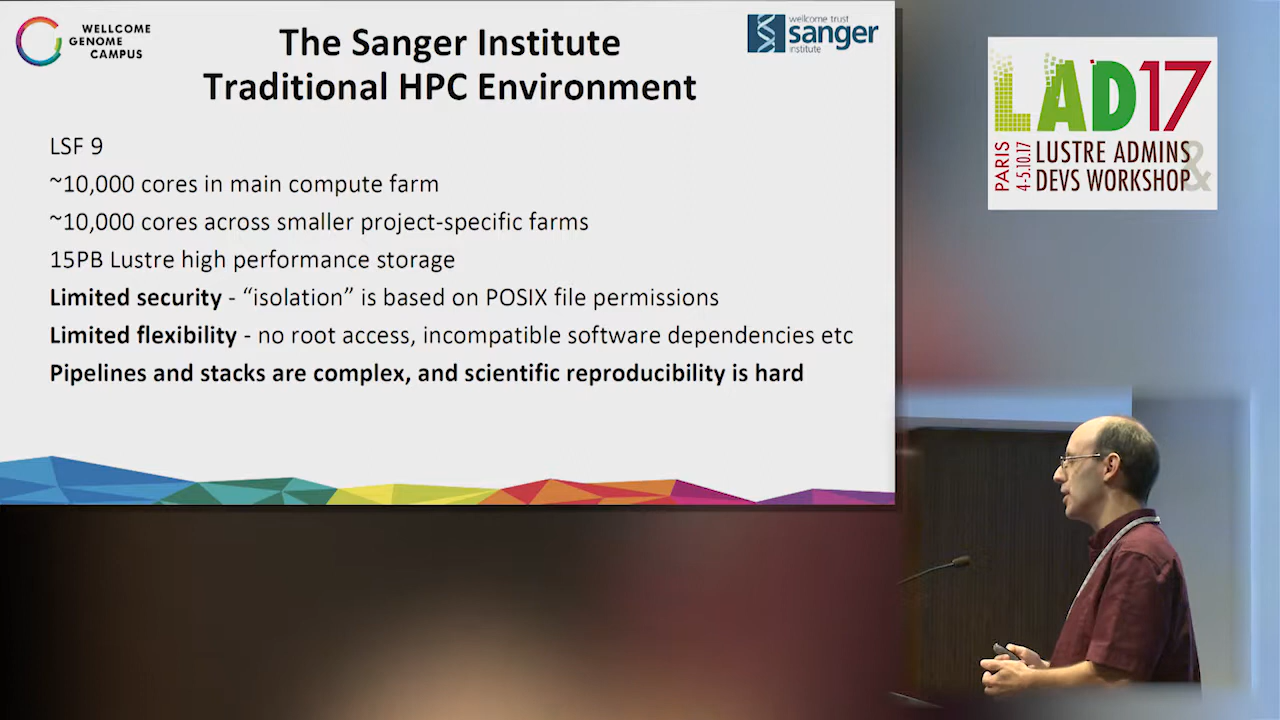 WELLCOME
GENOME
CAMPUS
The Sanger Institute
Traditional HPC Environment
wellcome trust
sanger
institute
LSF 9
~10,000 cores in main compute farm
~10,000 cores across smaller project-specific farms
15PB Lustre high performance storage
Limited security - “isolation” is based on POSIX file permissions
Limited flexibility - no root access, incompatible software dependencies etc
Pipelines and stacks are complex, and scientific reproducibility is hard
LAD17
PARIS
4-5.10.17
LUSTRE ADMINS &
DEVS WORKSHOP